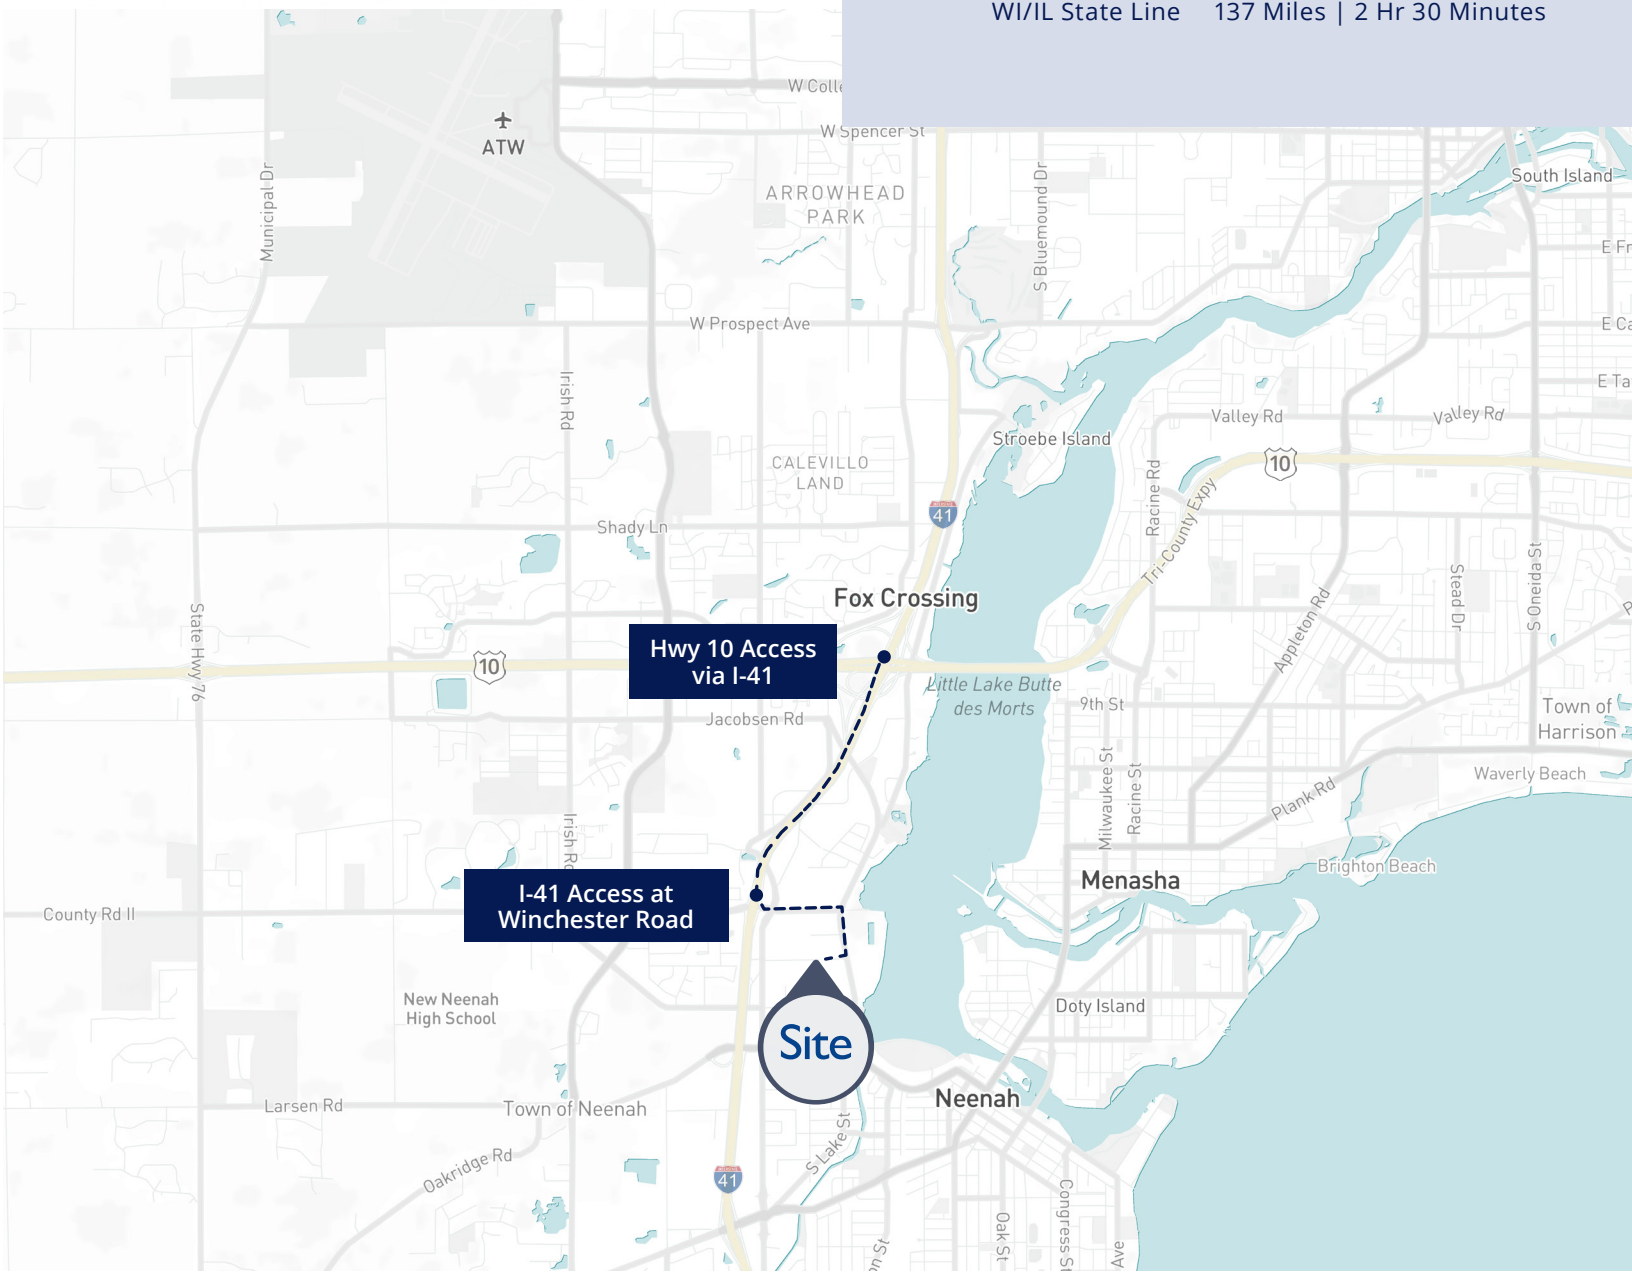 WI/IL State Line 137 Miles | 2 Hr 30 Minutes
W Colle
W Spencer St
ATW
South Island
Municipal Dr
ARROWHEAD
PARK
S Bluemound Dr
E Fr
W Prospect Ave
E Ca
Irish Rd
E Ta
Valley Rd
Valley Rd
Stroebe Island
10
CALEVILLO
LAND
Racine Rd
41
Tri-County Expy
Shady Ln
Fox Crossing
State Hwy 76
Stead Dr
S Oneida St
Appleton Rd
Hwy 10 Access
via I-41
10
Little Lake Butte
des Morts
9th St
Town of
Harrison
Jacobsen Rd
Milwaukee St
Racine St
Waverly Beach
Plank Rd
Irish Rd
Brighton Beach
Menasha
I-41 Access at
Winchester Road
County Rd II
New Neenah
High School
Doty Island
Site
Neenah
Larsen Rd
Town of Neenah
S Lake St
Oakridge Rd
41
Congress St
Oak St
on St
Ave